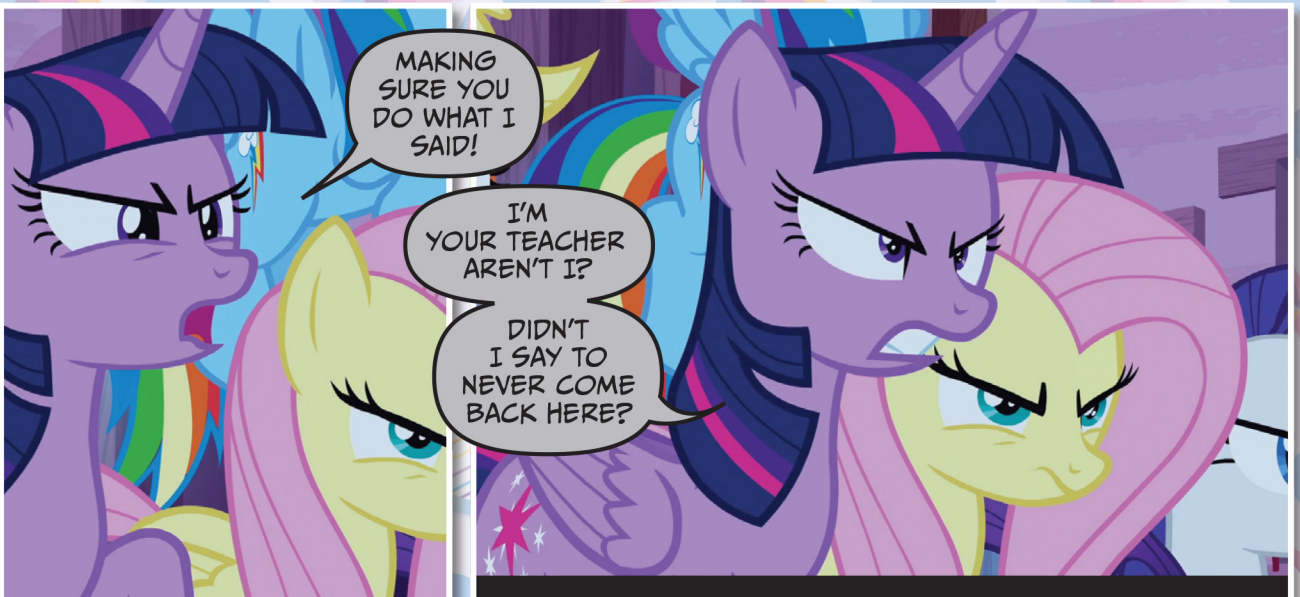 MAKING
SURE YOU
DO WHAT I
SAID!
I'M
YOUR TEACHER
AREN'T I?
DIDN'T
I SAY TO
NEVER COME
BACK HERE?